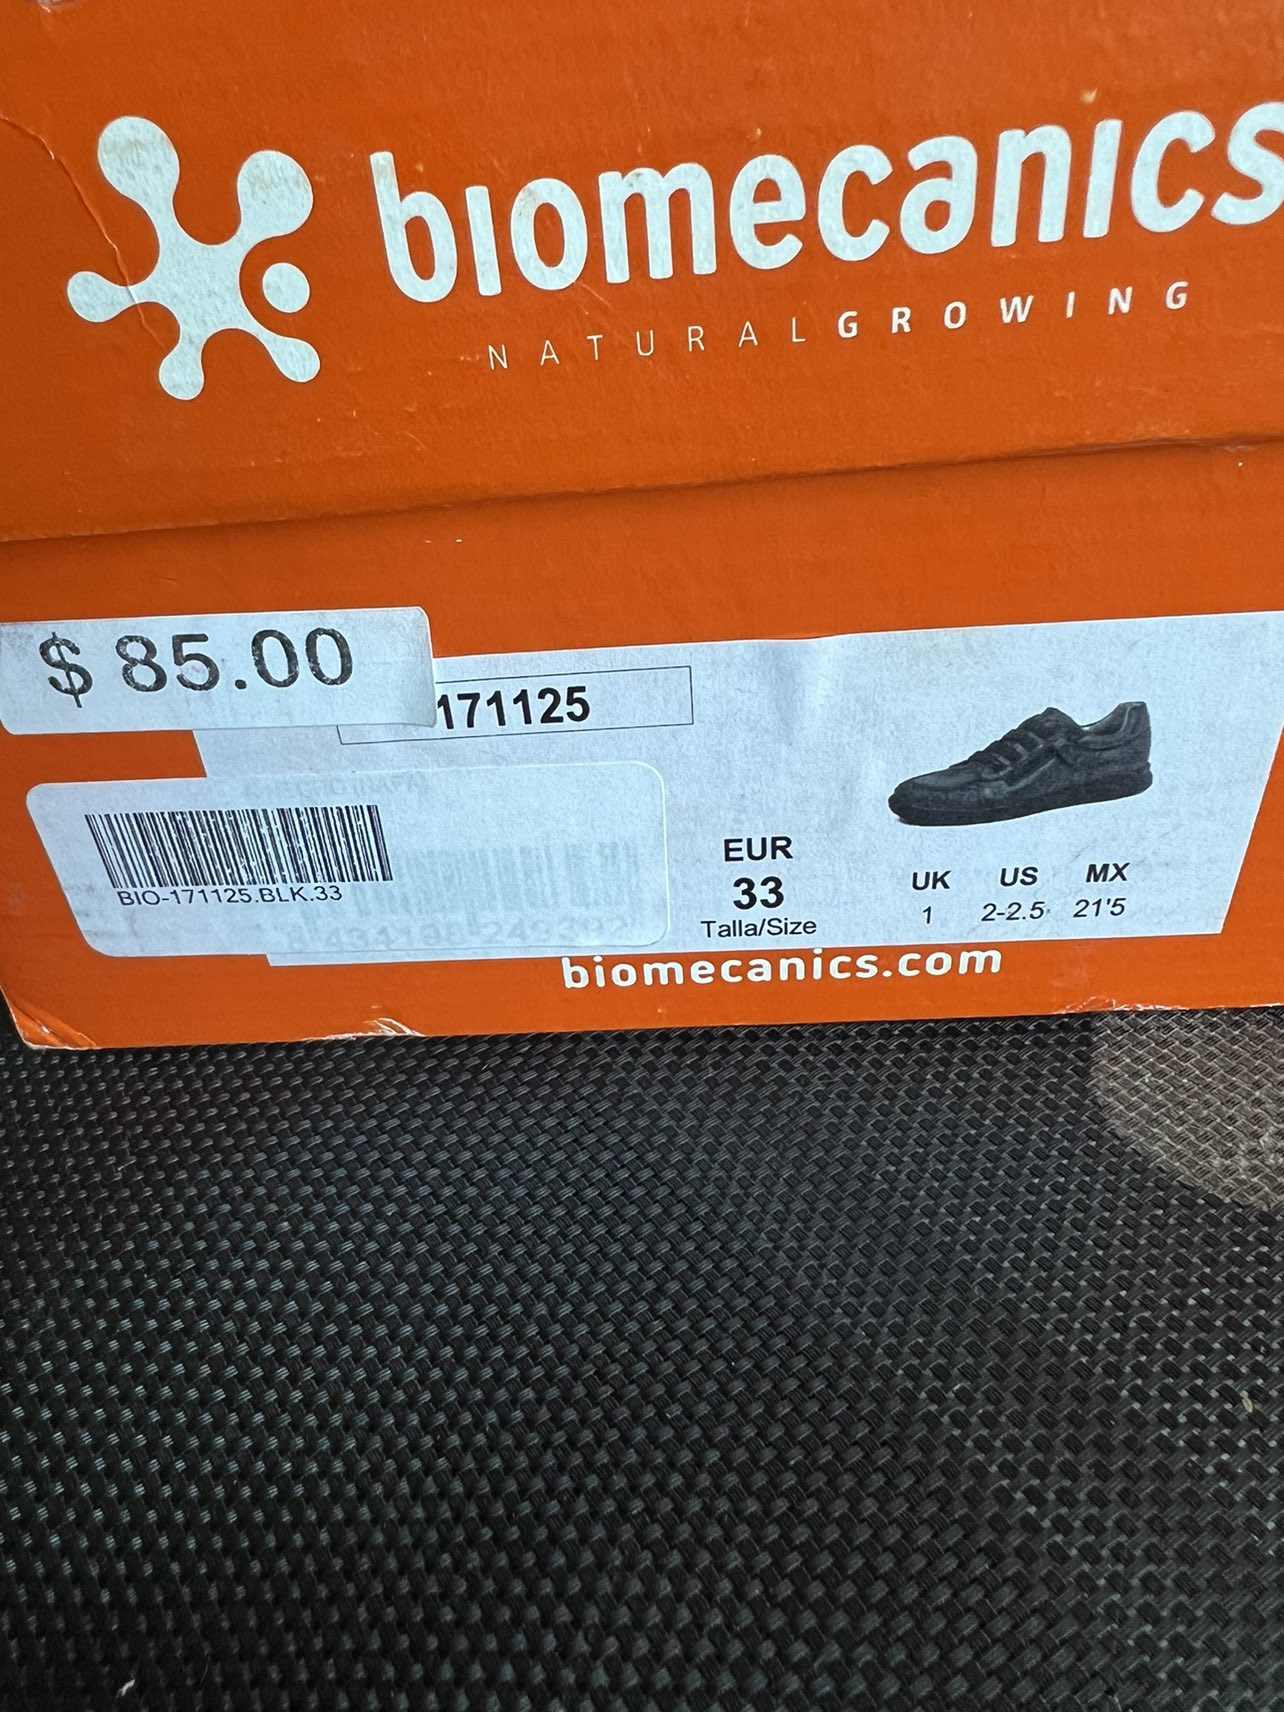 biomecanics
NATURALGROWING
$ 85.00
171125
BIO-171125.BLK.33
EUR
33
Talla/Size
UK US MX
1 2-2.5 21'5
biomecanics.com